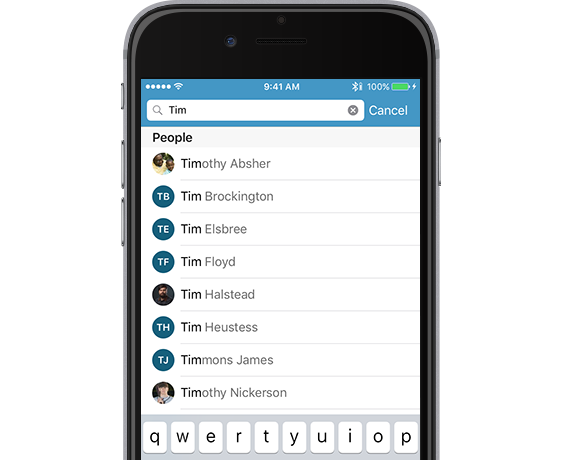 9:41 AM 100%
Tim Cancel
People
Timothy Absher
TB Tim Brockington
TE Tim Elsbree
TF Tim Floyd
Tim Halstead
TH Tim Heustess
TJ Timmons James
Timothy Nickerson
q w e r t y u i o p